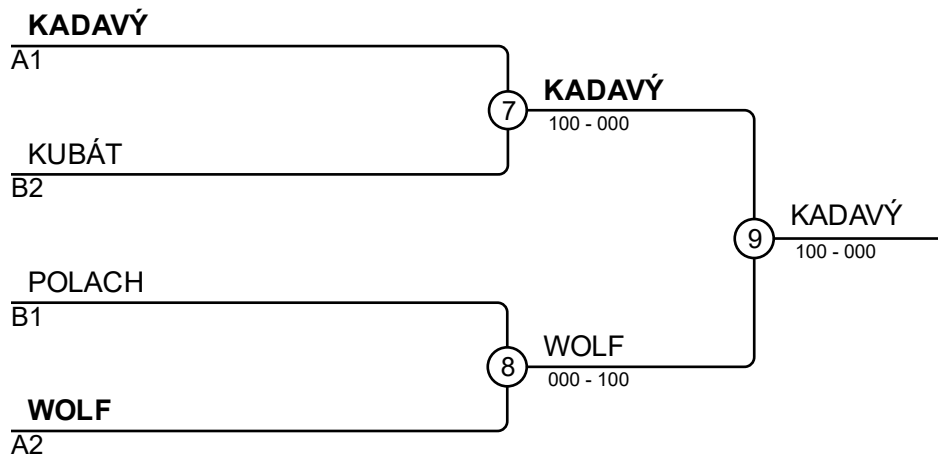 KADAVÝ
A1
7
KADAVÝ
100 - 000
KUBÁT
B2
9
KADAVÝ
100 - 000
POLACH
B1
8
WOLF
000 - 100
WOLF
A2